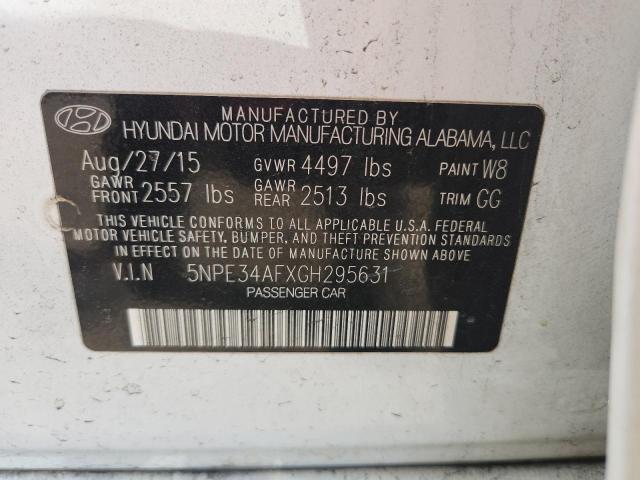 MANUFACTURED BY
HYUNDAI MOTOR MANUFACTURING ALABAMA, LLC
Aug/27/15 GVWR 4497 lbs PAINT W8
GAWR FRONT 2557 lbs GAWR REAR 2513 lbs TRIM GG
THIS VEHICLE CONFORMS TO ALL APPLICABLE U.S.A. FEDERAL
MOTOR VEHICLE SAFETY, BUMPER, AND THEFT PREVENTION STANDARDS
IN EFFECT ON THE DATE OF MANUFACTURE SHOWN ABOVE.
V.I.N 5NPE34AFXGH295631
PASSENGER CAR